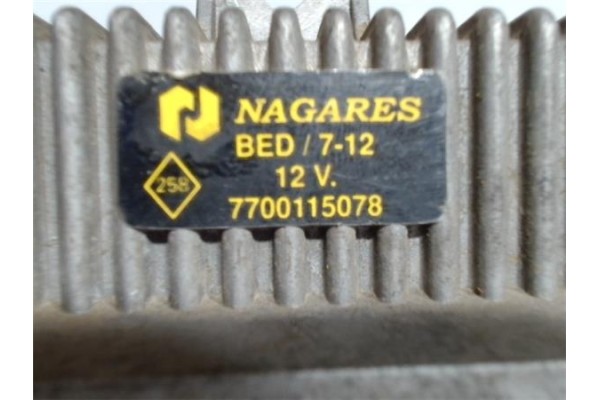 NAGARES
BED / 7-12
258
12 V.
7700115078